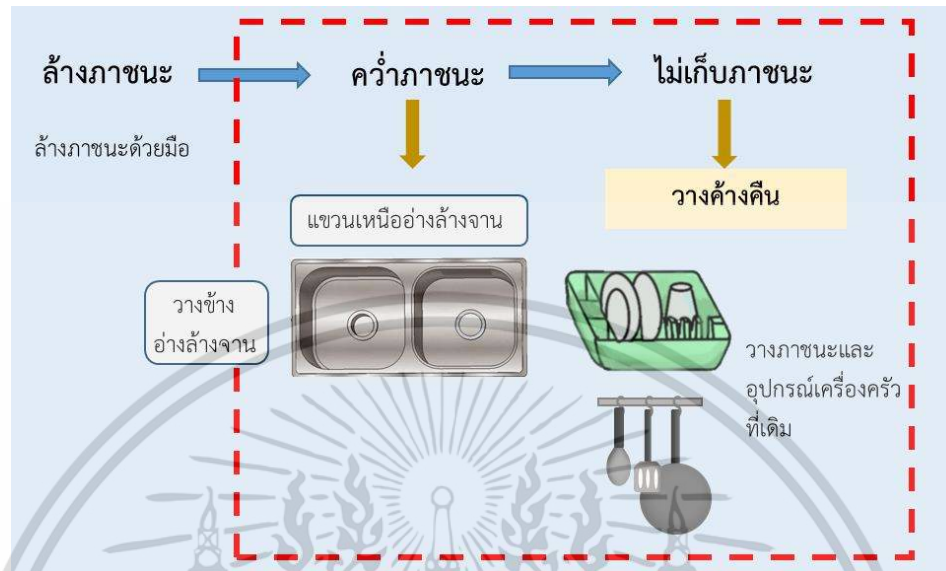 ล้างภาชนะ
คว่ำภาชนะ
ไม่เก็บภาชนะ
ล้างภาชนะด้วยมือ
วางค้างคืน
แขวนเหนืออ่างล้างจาน
วางข้าง
อ่างล้างจาน
วางภาชนะและ
อุปกรณ์เครื่องครัว
ที่เดิม